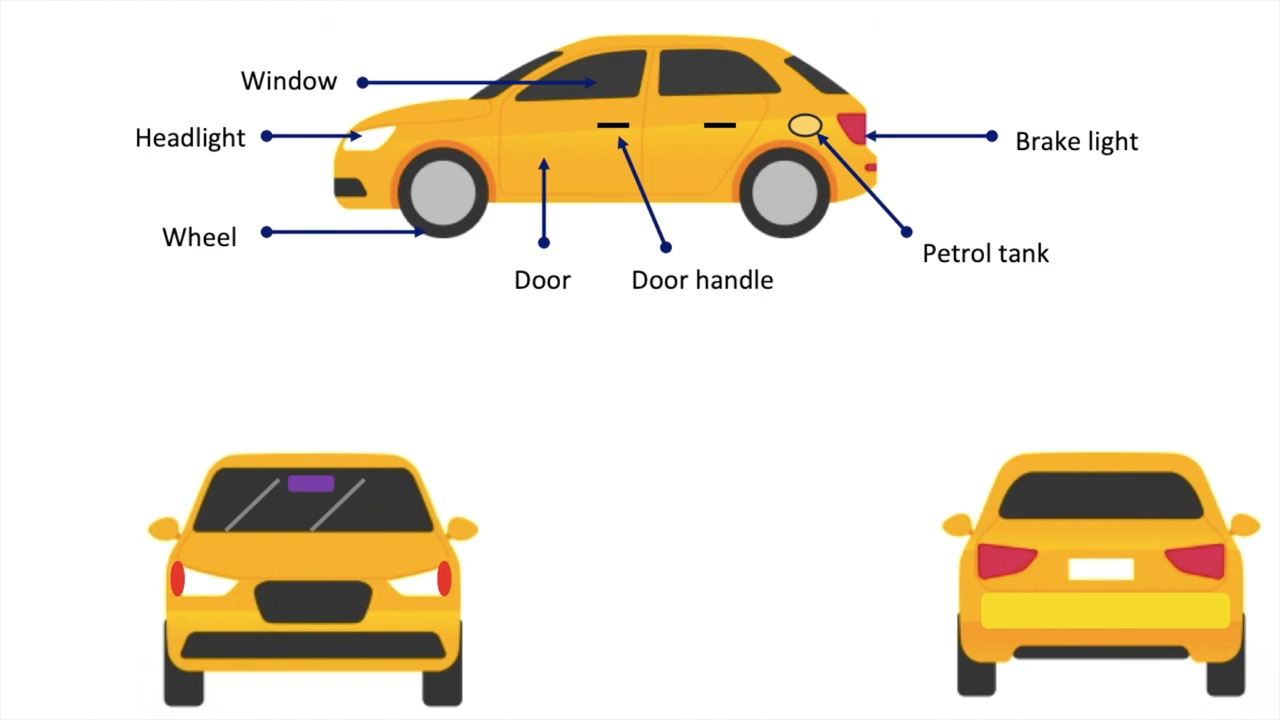 Window
Headlight
Brake light
Wheel
Petrol tank
Door
Door handle